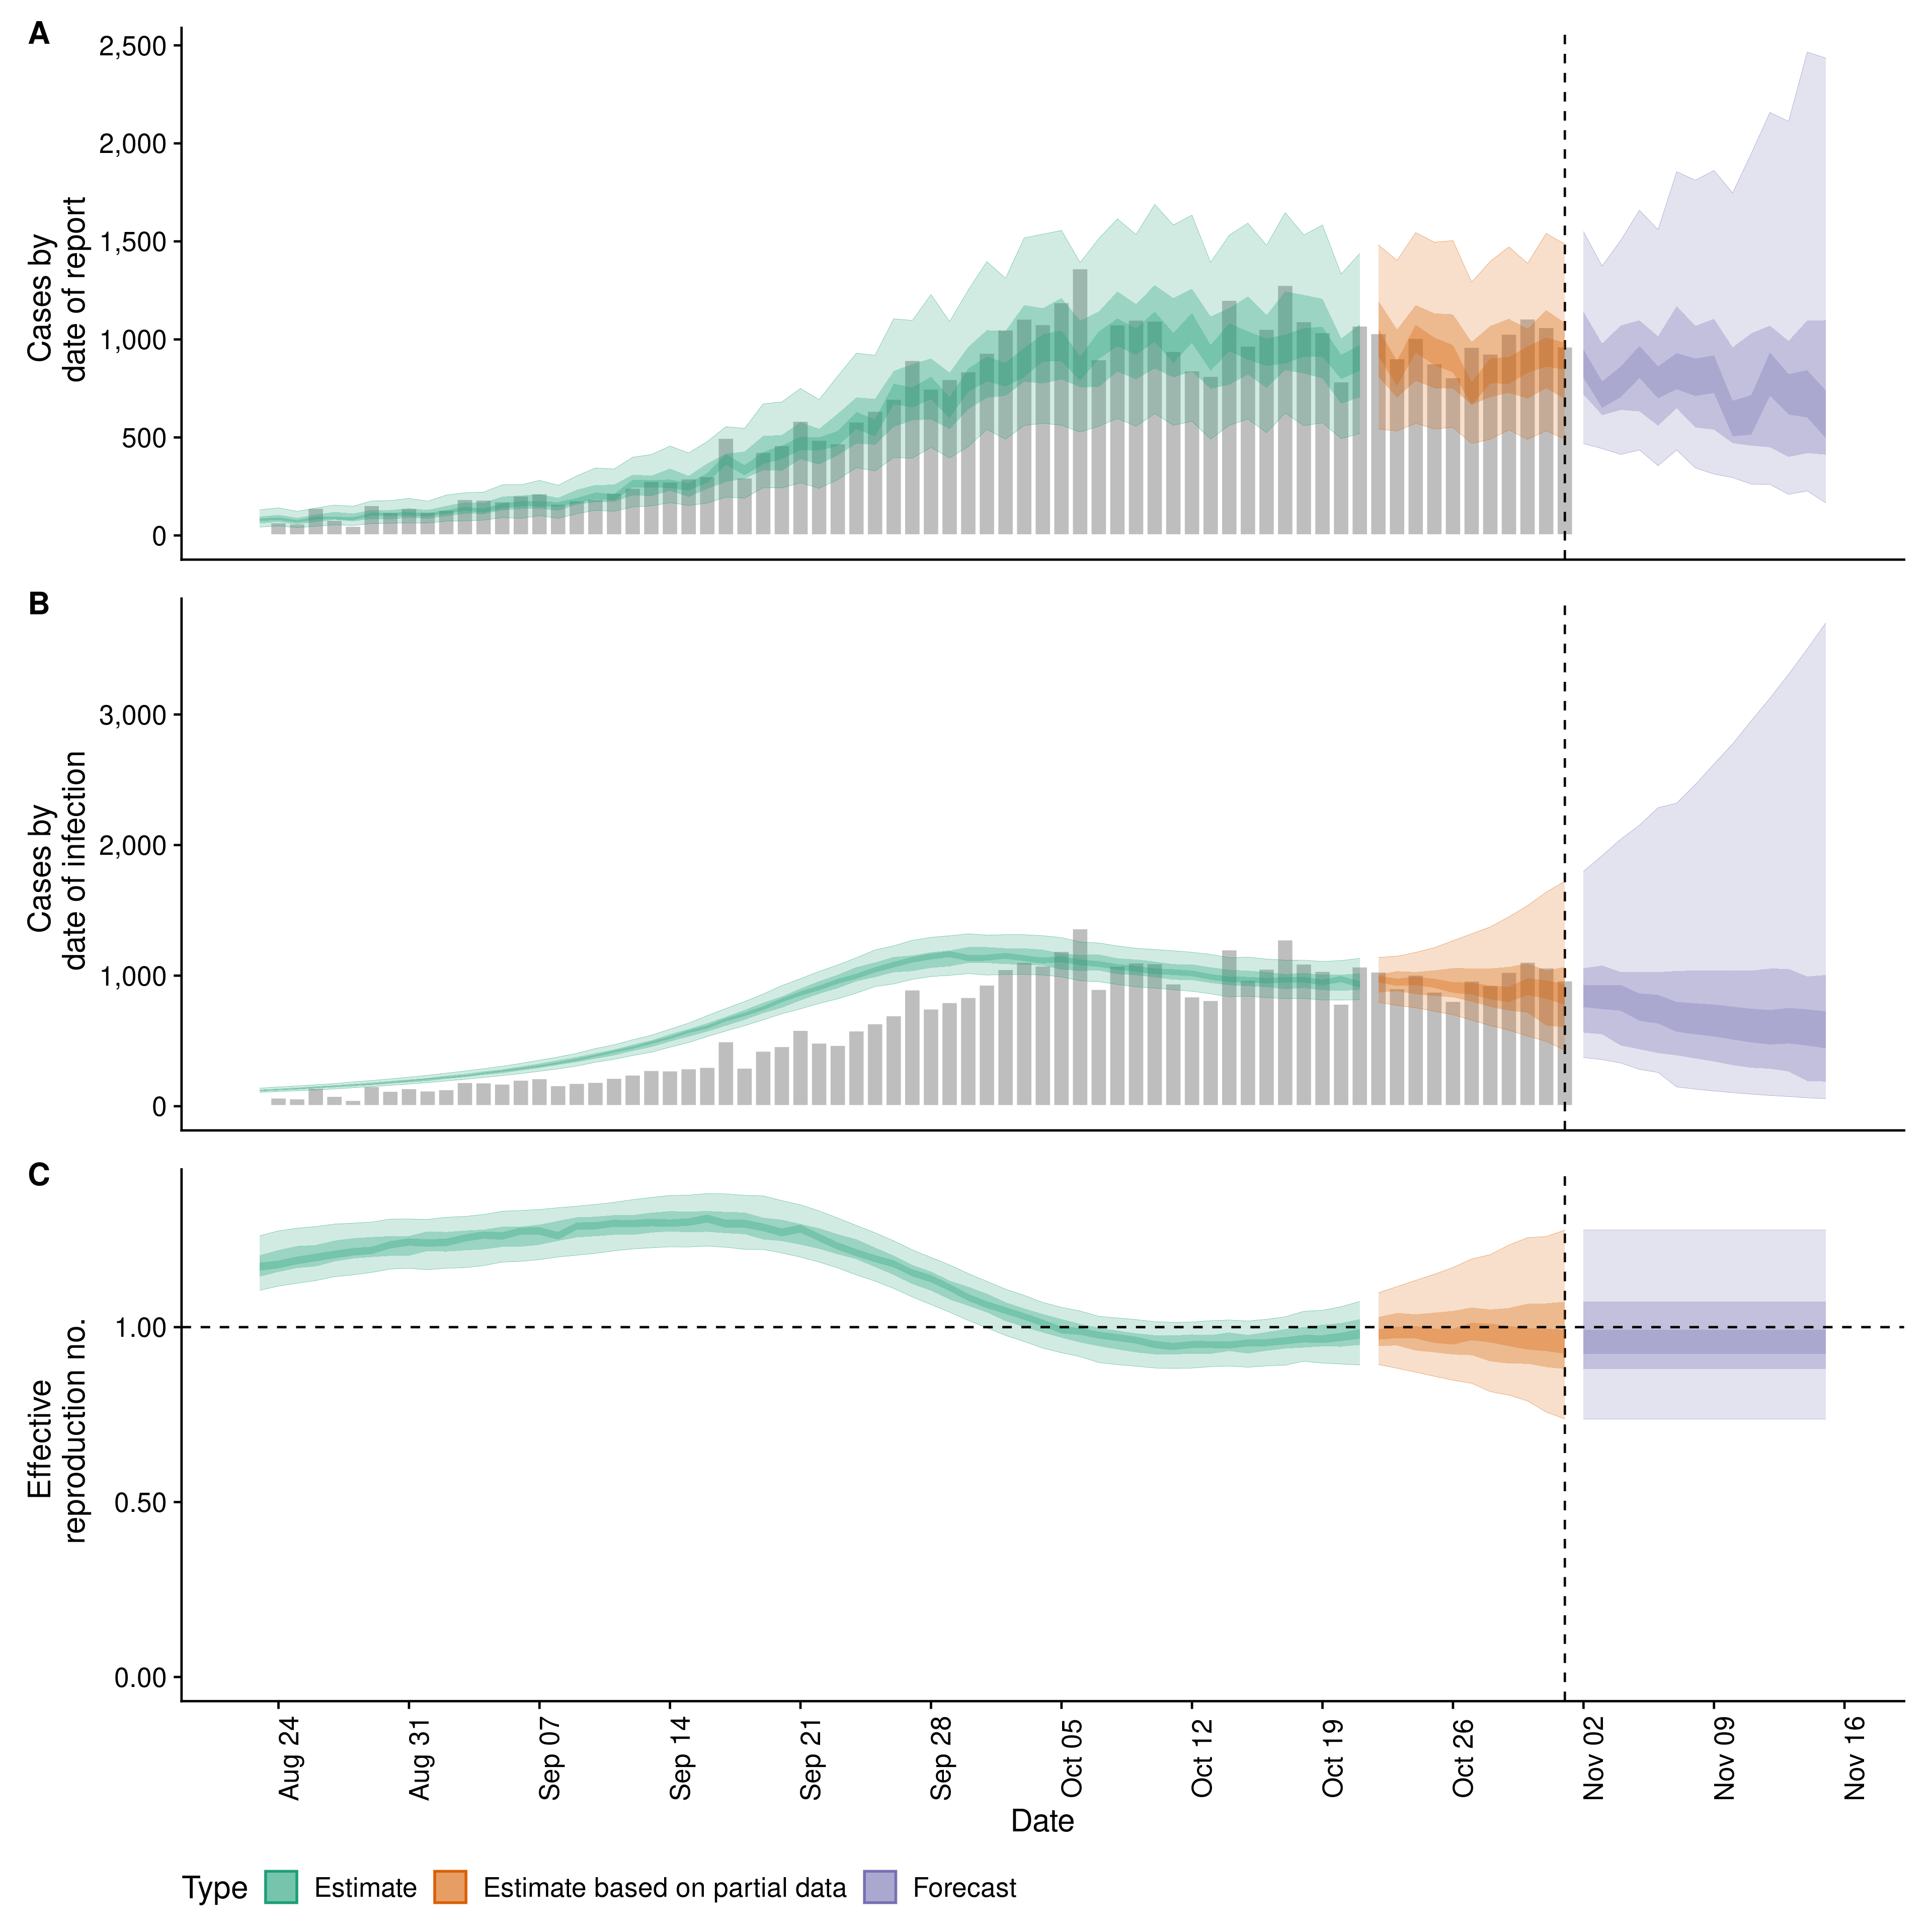 A
Cases by
date of report
2,500
2,000
1,500
1,000
500
0
B
Cases by
date of infection
3,000
2,000
1,000
0
C
Effective
reproduction no.
1.00
0.50
0.00
Aug 24
Aug 31
Sep 07
Sep 14
Sep 21
Sep 28
Oct 05
Oct 12
Oct 19
Oct 26
Nov 02
Nov 09
Nov 16
Date
Type Estimate Estimate based on partial data Forecast